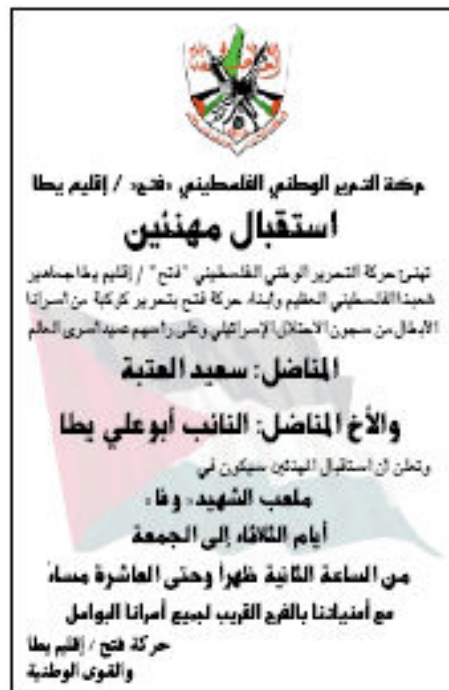 حركة التحرير الوطني الفلسطيني «فتح» / إقليم يطا
استقبال مهنئين
تهنئ حركة التحرير الوطني الفلسطيني "فتح" / إقليم يطا جماهير
شعبنا الفلسطيني العظيم وأبناء حركة فتح بتحرير كوكبة من أسرانا
الأبطال من سجون الاحتلال الإسرائيلي وعلى رأسهم عميد أسرى العالم
المناضل: سعيد العتبة
والأخ المناضل: النائب أبو علي يطا
وتعلن أن استقبال المهنئين سيكون في
ملعب الشهيد« وفا»
أيام الثلاثاء إلى الجمعة
من الساعة الثانية ظهراً وحتى العاشرة مساءً
مع أمنياتنا بالفرج القريب لجميع أسرانا البواسل
حركة فتح / إقليم يطا
والقوى الوطنية